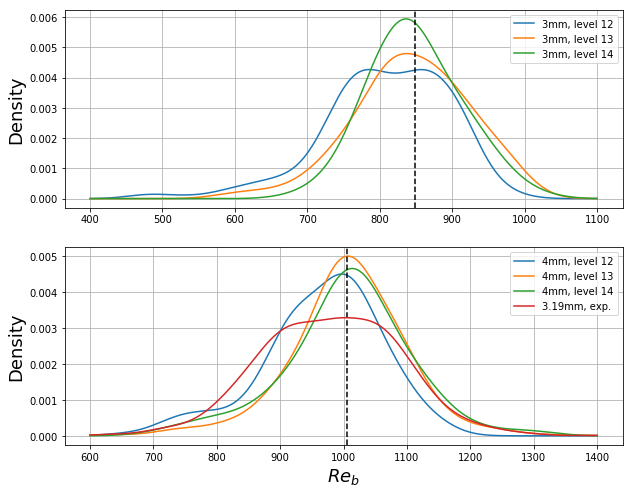 0.006
0.005
0.004
0.003
0.002
0.001
0.000
Density
3mm, level 12
3mm, level 13
3mm, level 14
400 500 600 700 800 900 1000 1100
0.005
0.004
0.003
0.002
0.001
0.000
Density
4mm, level 12
4mm, level 13
4mm, level 14
3.19mm, exp.
600 700 800 900 1000 1100 1200 1300 1400
Re_b